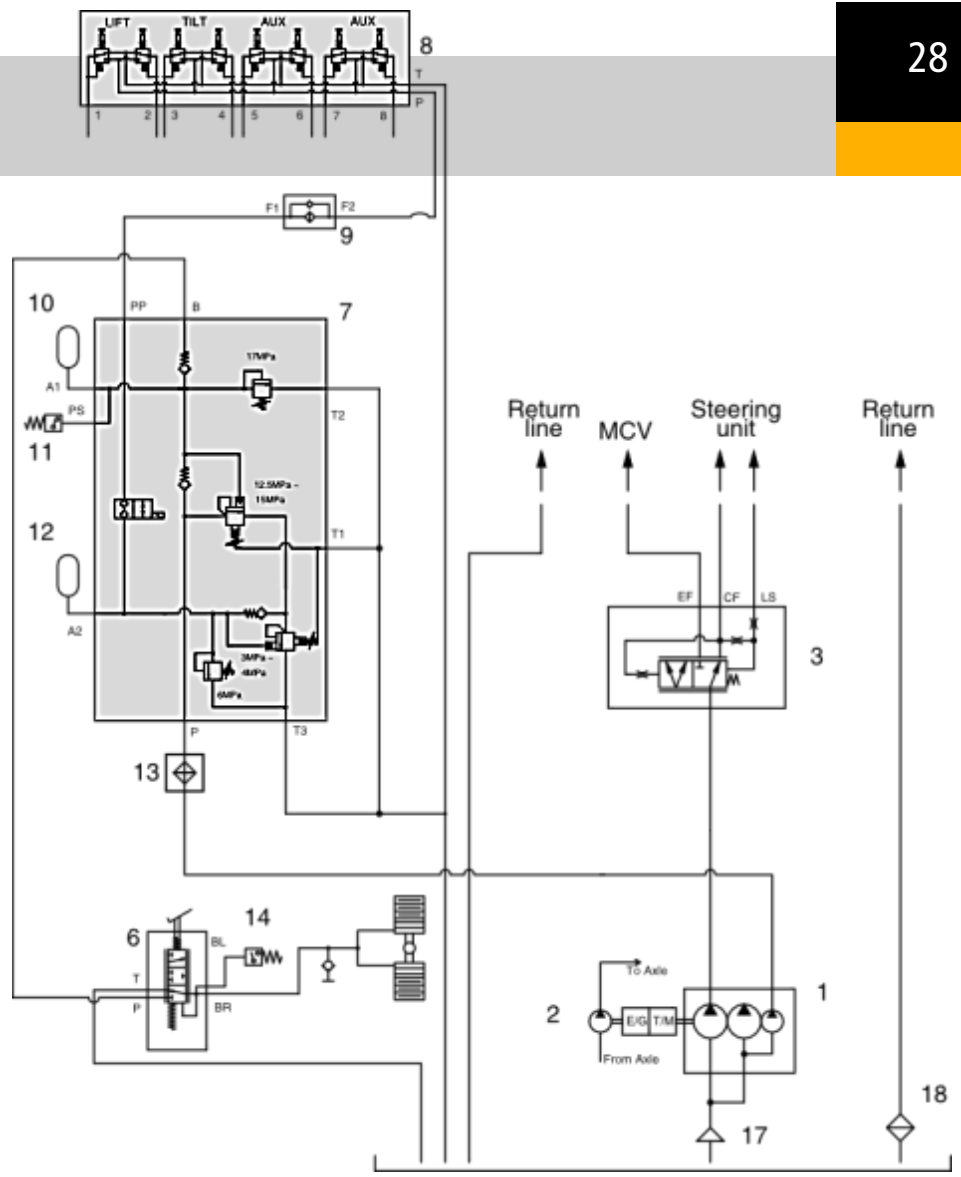 LIFT TILT AUX AUX
8
28
T
P
1 2 3 4 5 6 7 8
F1 F2
9
10
PP B
7
17MPa
A1
T2
PS
11
Return
line
MCV
Steering
unit
Return
line
12.5MPa ~
15MPa
12
T1
A2
EF CF LS
3
3MPa ~
4MPa
6MPa
P T3
13
14
6
BL
T
P
BR
To Axle
1
2
E/G T/M
From Axle
18
17